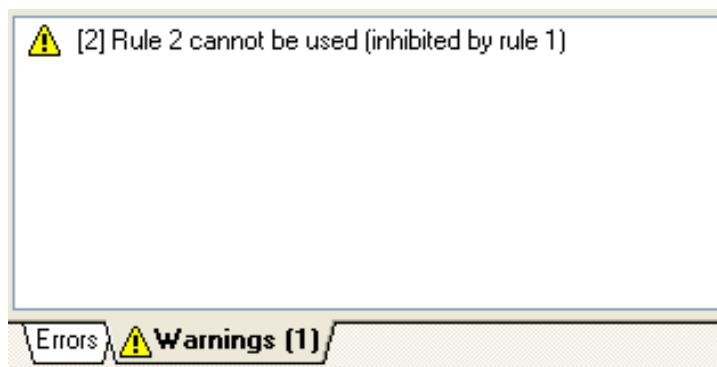 [2] Rule 2 cannot be used (inhibited by rule 1)
Errors Warnings (1)